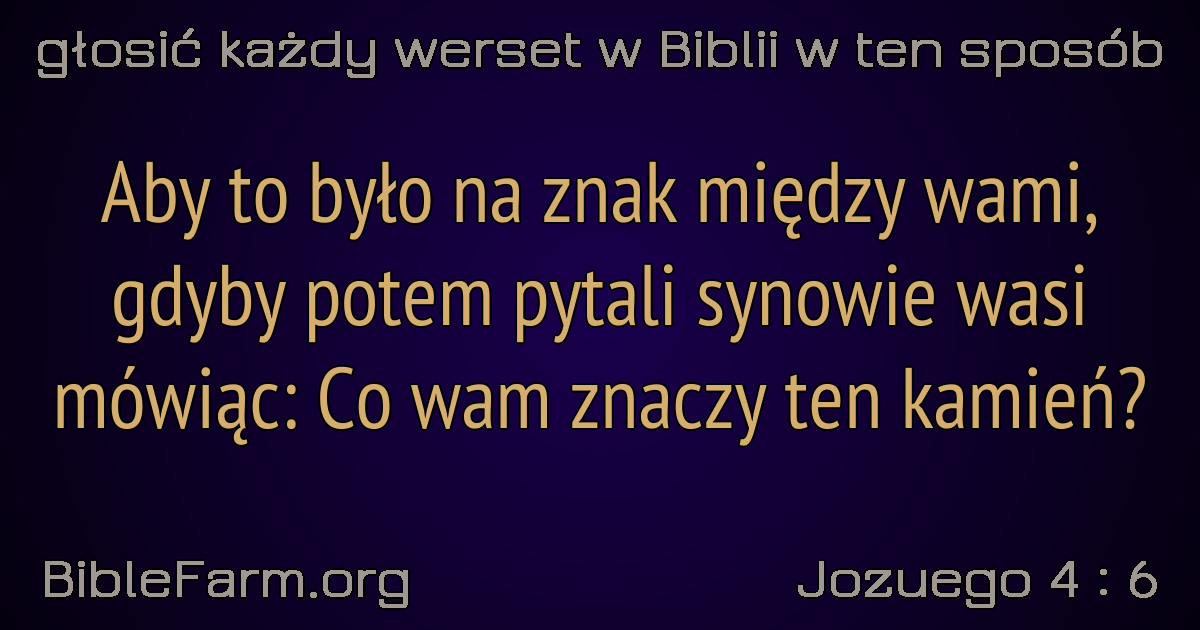 głosić każdy werset w Biblii w ten sposób
Aby to było na znak między wami,
gdyby potem pytali synowie wasi
mówiąc: Co wam znaczy ten kamień?
BibleFarm.org
Jozuego 4 : 6